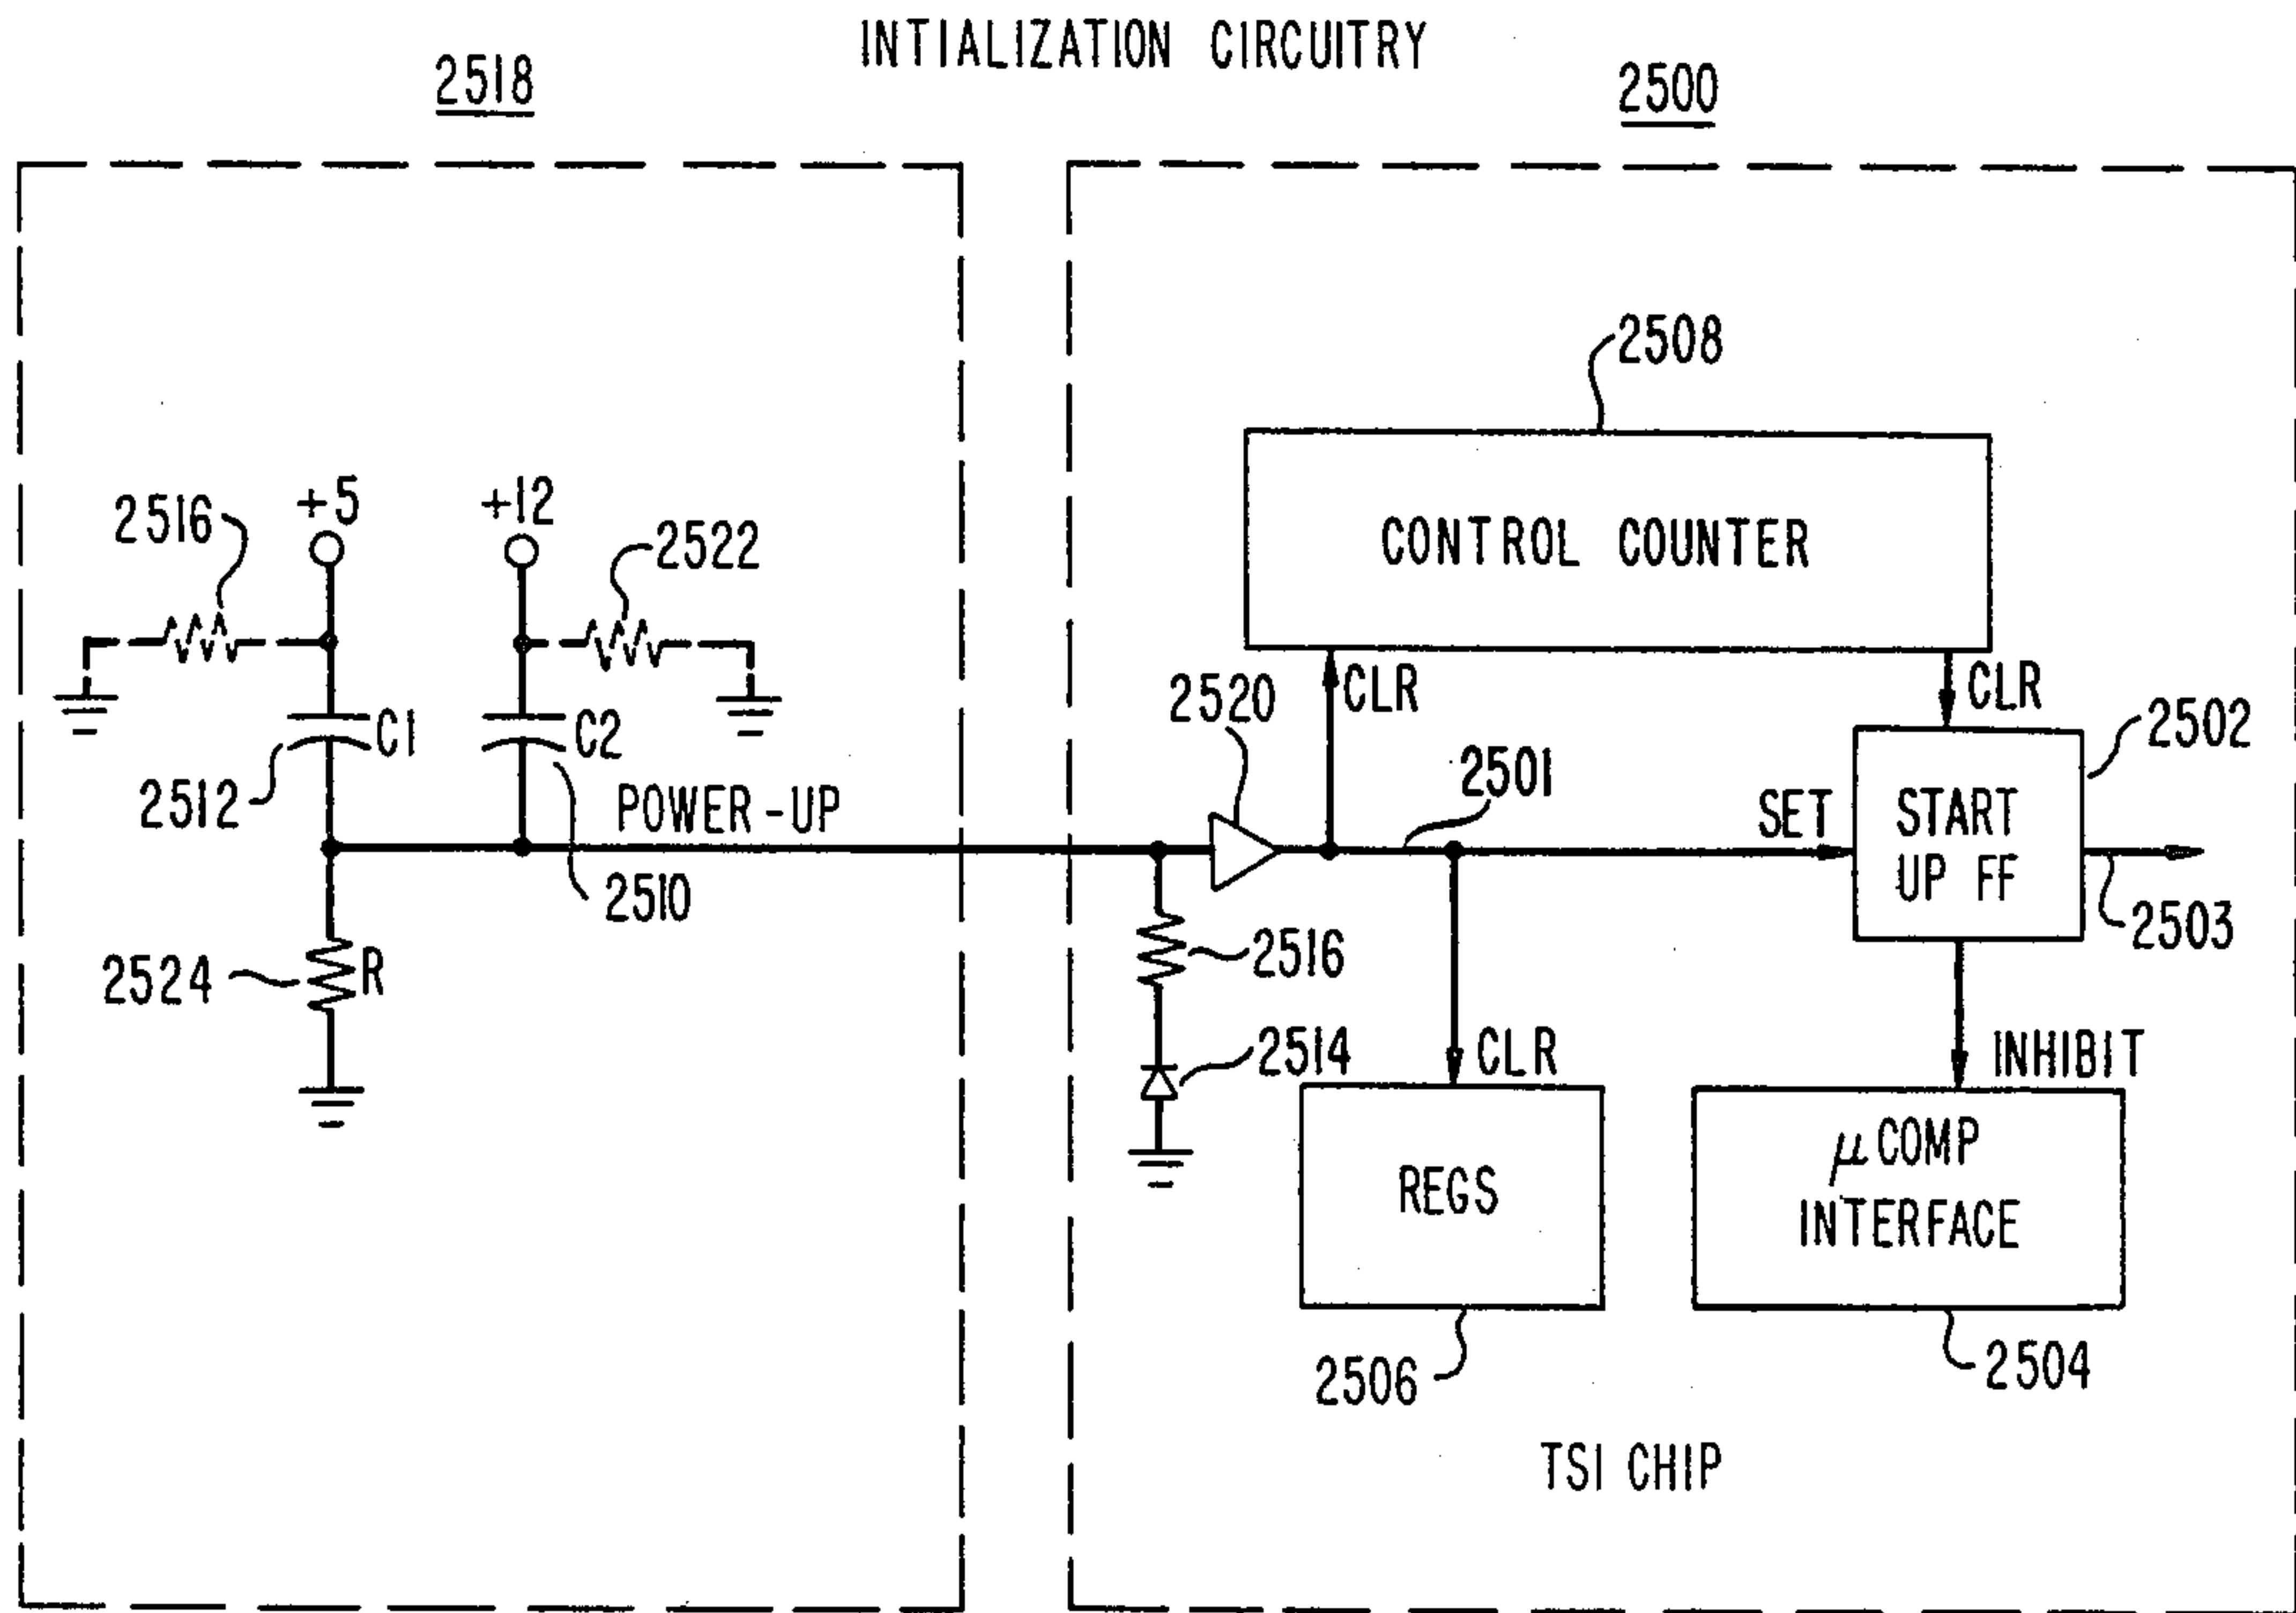 INTIALIZATION CIRCUITRY
2518
2500
2508
CONTROL COUNTER
+5
+12
2516
2522
C1
C2
2512
2510
POWER-UP
2524
R
2520
CLR
CLR
2501
SET
START
UP FF
2502
2503
2516
2514
CLR
INHIBIT
REGS
μCOMP
INTERFACE
2506
2504
TSI CHIP